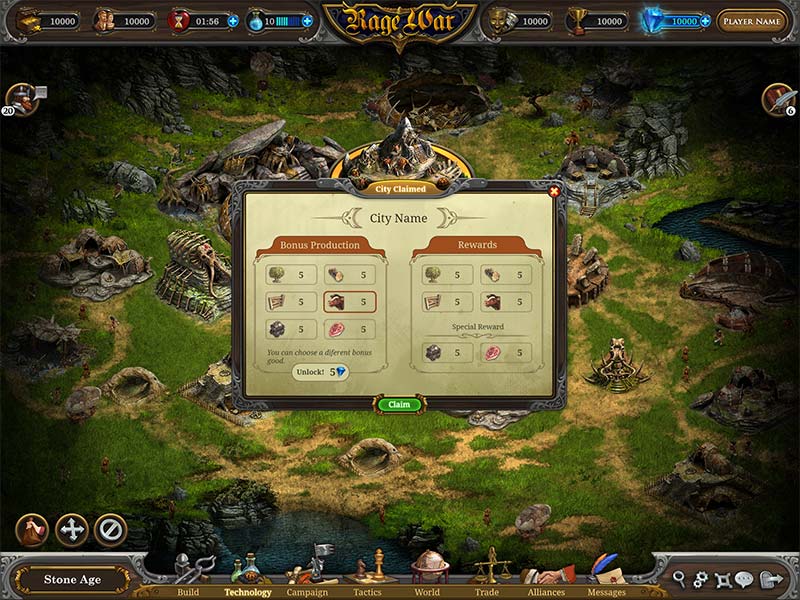 10000
10000
01:56
10
Rage War
10000
10000
10000
Player Name
20
6
City Claimed
City Name
Bonus Production
Rewards
5 5
5 5
5 5
5 5
Special Reward
5 5
5 5
You can choose a diferent bonus
good.
Unlock! 5
Claim
Stone Age
Build
Technology
Campaign
Tactics
World
Trade
Alliances
Messages